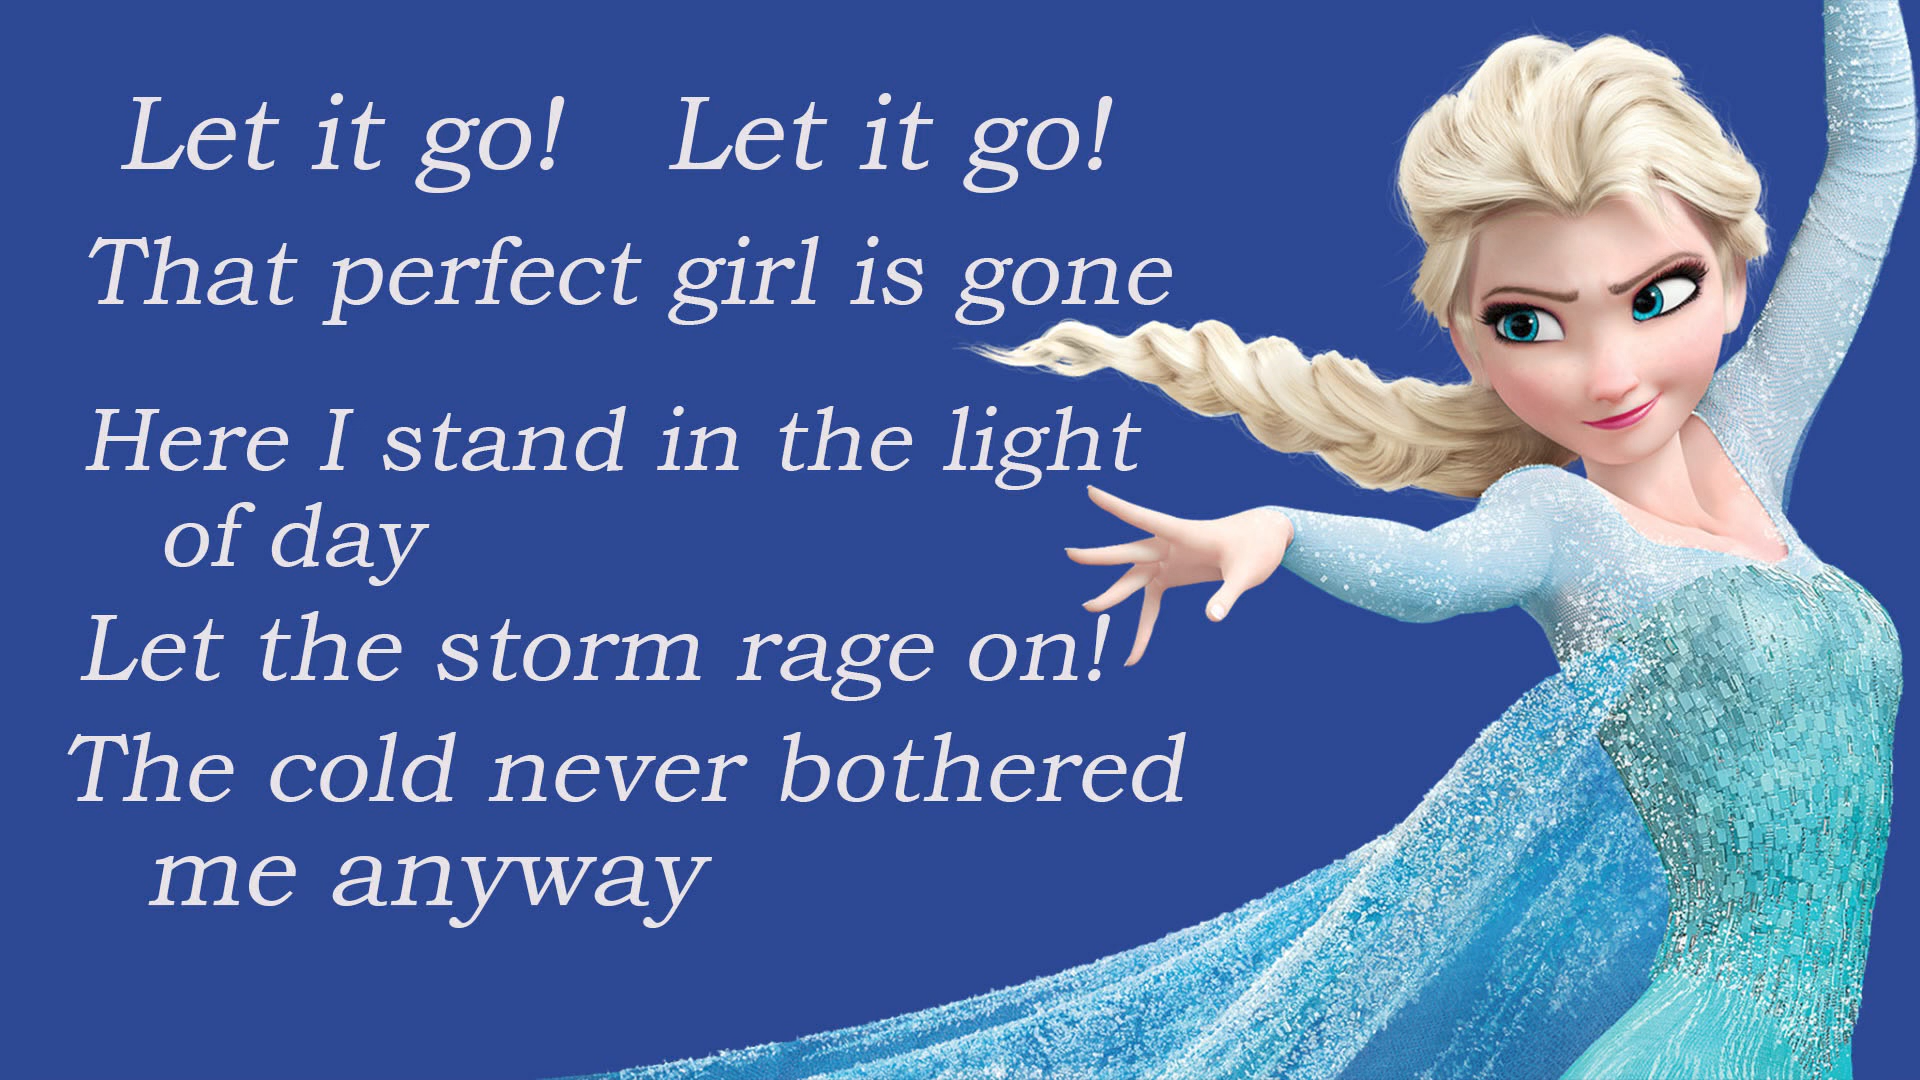 Let it go!   Let it go!
That perfect girl is gone
Here I stand in the light
of day
Let the storm rage on!
The cold never bothered
me anyway